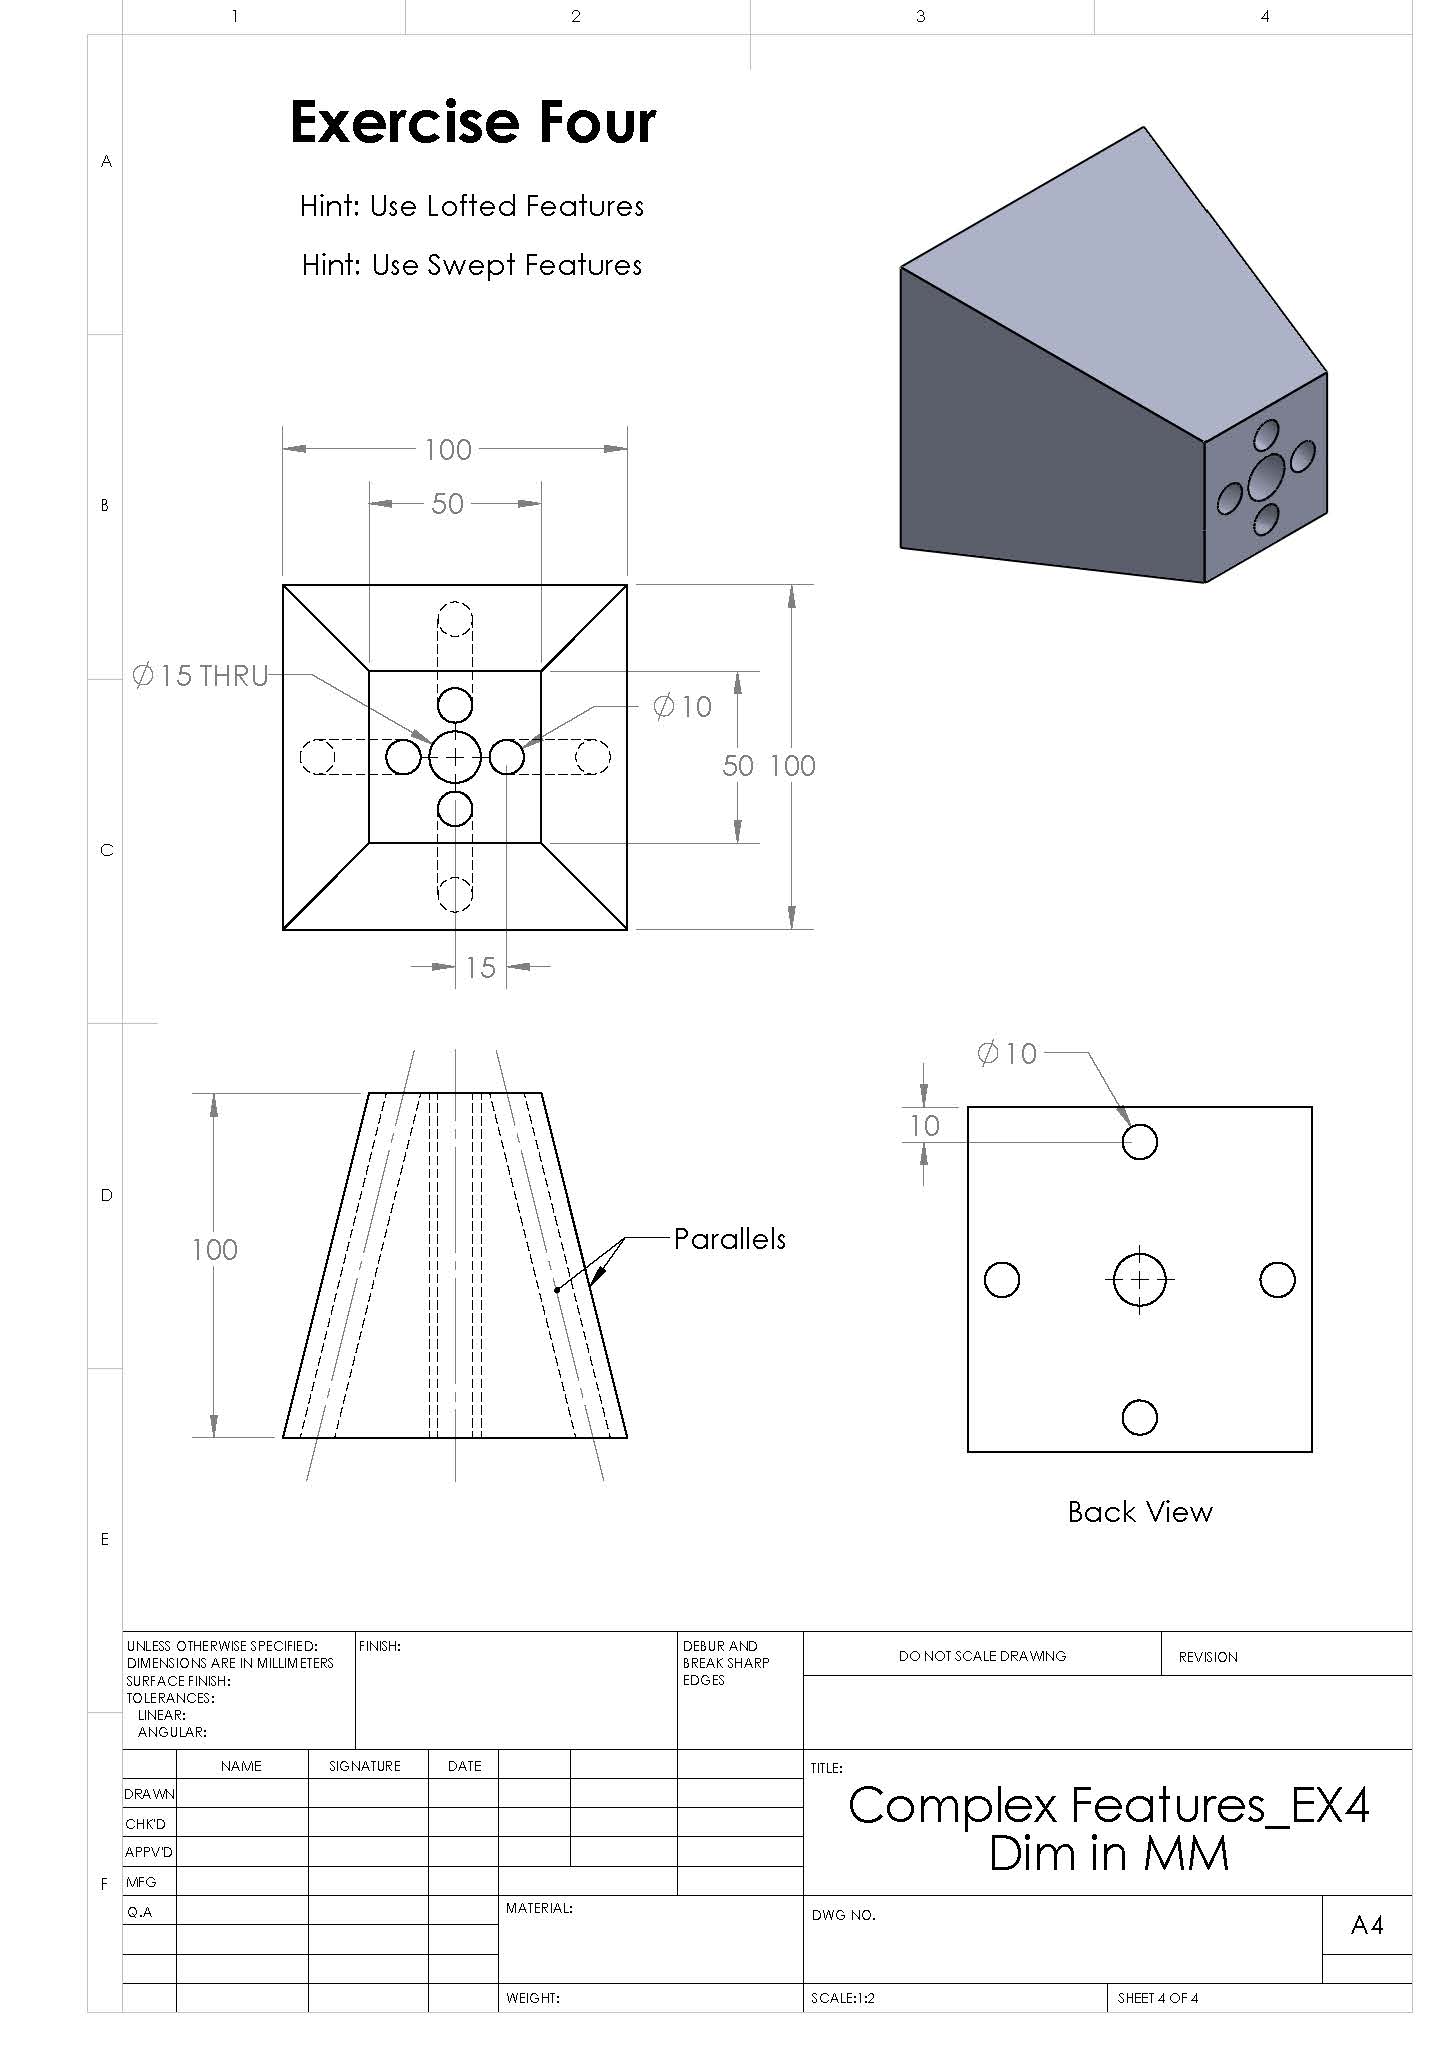 1 2 3 4
A
B
C
D
E
F
Exercise Four
Hint: Use Lofted Features
Hint: Use Swept Features
100
50
∅15 THRU
∅10
50 100
15
100
Parallels
∅10
10
Back View
UNLESS OTHERWISE SPECIFIED:
DIMENSIONS ARE IN MILLIMETERS
SURFACE FINISH:
TOLERANCES:
LINEAR:
ANGULAR:
FINISH:
DEBUR AND
BREAK SHARP
EDGES
DO NOT SCALE DRAWING
REVISION
NAME SIGNATURE DATE
DRAWN
CHK'D
APPV'D
MFG
Q.A
TITLE:
Complex Features_EX4
Dim in MM
MATERIAL:
DWG NO.
A4
WEIGHT:
SCALE:1:2
SHEET 4 OF 4